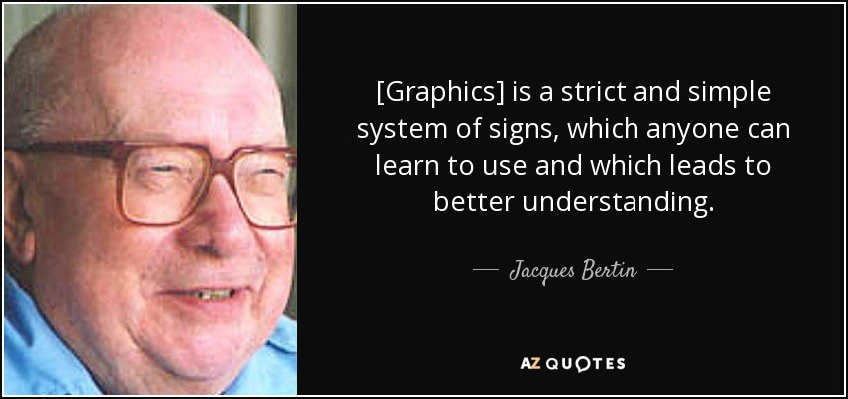 [Graphics] is a strict and simple
system of signs, which anyone can
learn to use and which leads to
better understanding.
Jacques Bertin
AZ QUOTES